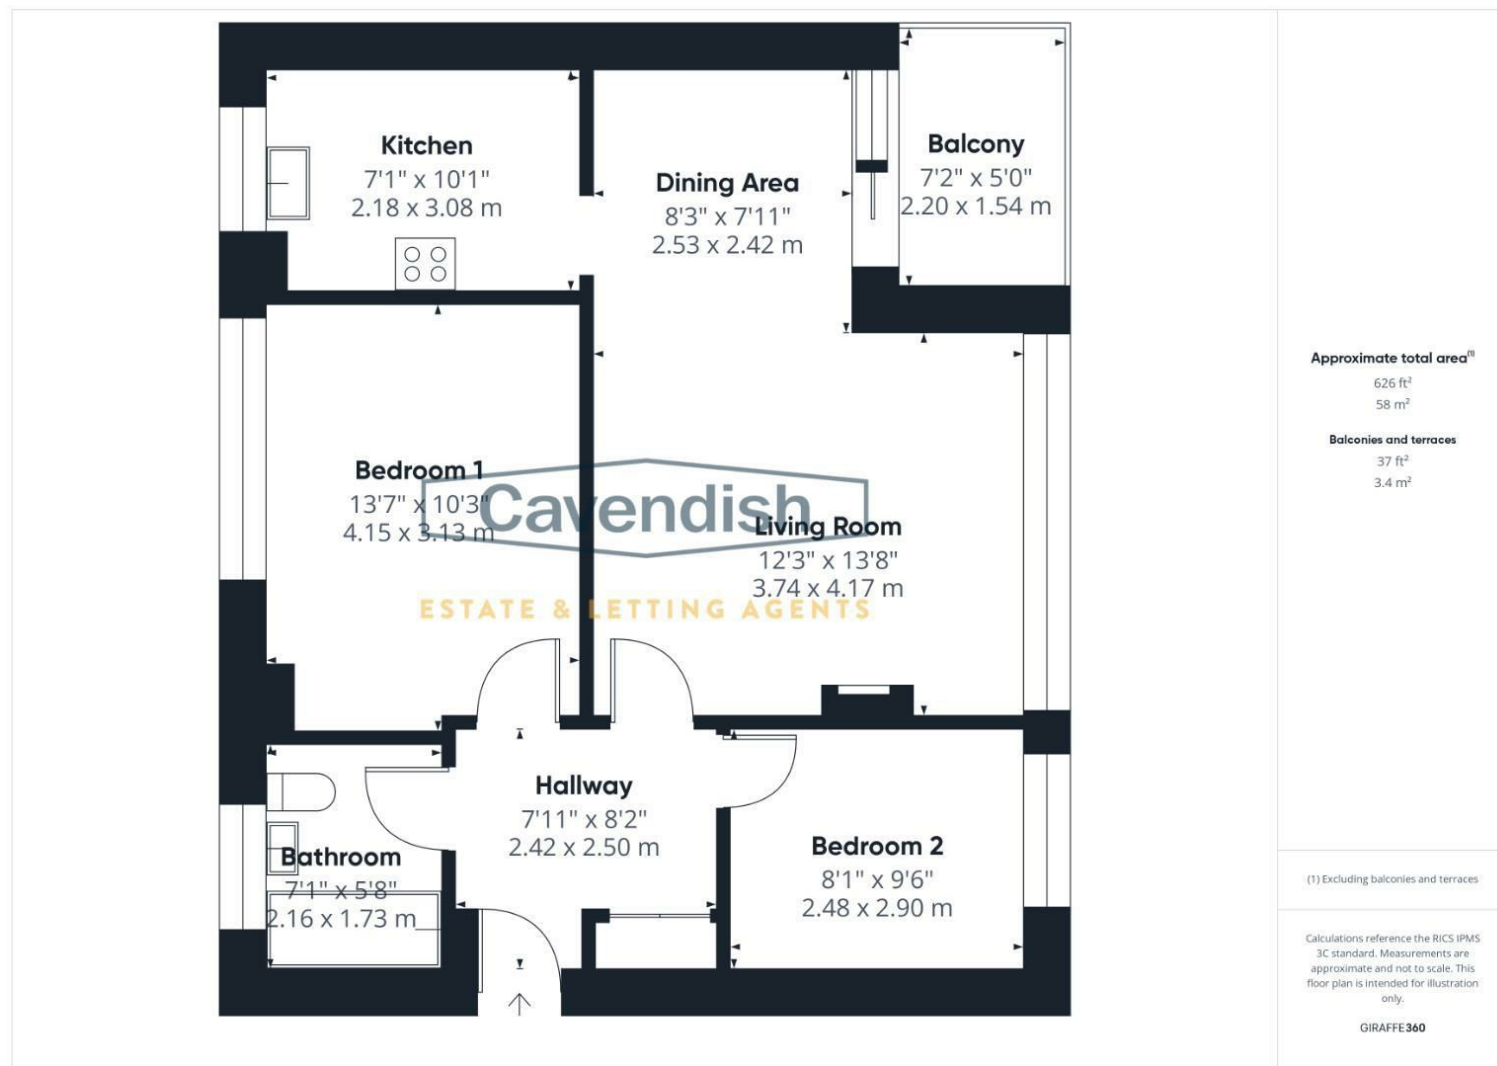 Kitchen
7'1" x 10'1"
2.18 x 3.08 m
Dining Area
8'3" x 7'11"
2.53 x 2.42 m
Balcony
7'2" x 5'0"
2.20 x 1.54 m
Bedroom 1
13'7" x 10'3"
4.15 x 3.13 m
Cavendish
ESTATE & LETTING AGENTS
Living Room
12'3" x 13'8"
3.74 x 4.17 m
Hallway
7'11" x 8'2"
2.42 x 2.50 m
Bathroom
7'1" x 5'8"
2.16 x 1.73 m
Bedroom 2
8'1" x 9'6"
2.48 x 2.90 m
Approximate total area(1)
626 ft²
58 m²
Balconies and terraces
37 ft²
3.4 m²
(1) Excluding balconies and terraces
Calculations reference the RICS IPMS
3C standard. Measurements are
approximate and not to scale. This
floor plan is intended for illustration
only.
GIRAFFE360